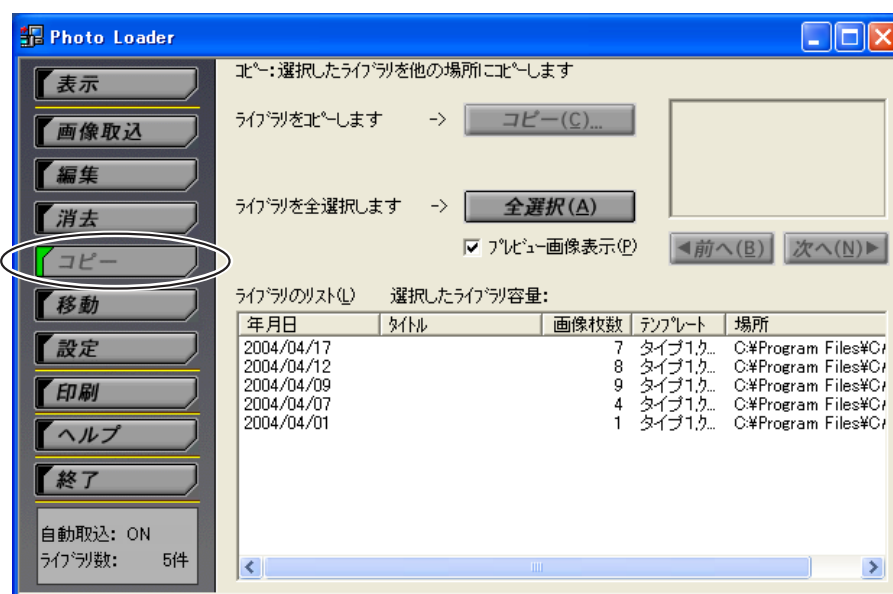 Photo Loader
表示
画像取込
編集
消去
コピー
移動
設定
印刷
ヘルプ
終了
自動取込: ON
ﾗｲﾌﾞﾗﾘ数: 5件
ｺﾋﾟｰ:選択したﾗｲﾌﾞﾗﾘを他の場所にｺﾋﾟｰします
ﾗｲﾌﾞﾗﾘをｺﾋﾟｰします -> コピー(C)...
ﾗｲﾌﾞﾗﾘを全選択します -> 全選択(A)
ﾌﾟﾚﾋﾞｭｰ画像表示(P) ◀前へ(B) 次へ(N)▶
ﾗｲﾌﾞﾗﾘのﾘｽﾄ(L) 選択したﾗｲﾌﾞﾗﾘ容量:
年月日 ﾀｲﾄﾙ 画像枚数 ﾃﾝﾌﾟﾚｰﾄ 場所
2004/04/17 7 タイプ1,ク... C:¥Program Files¥CA
2004/04/12 8 タイプ1,ク... C:¥Program Files¥CA
2004/04/09 9 タイプ1,ク... C:¥Program Files¥CA
2004/04/07 4 タイプ1,ク... C:¥Program Files¥CA
2004/04/01 1 タイプ1,ク... C:¥Program Files¥CA